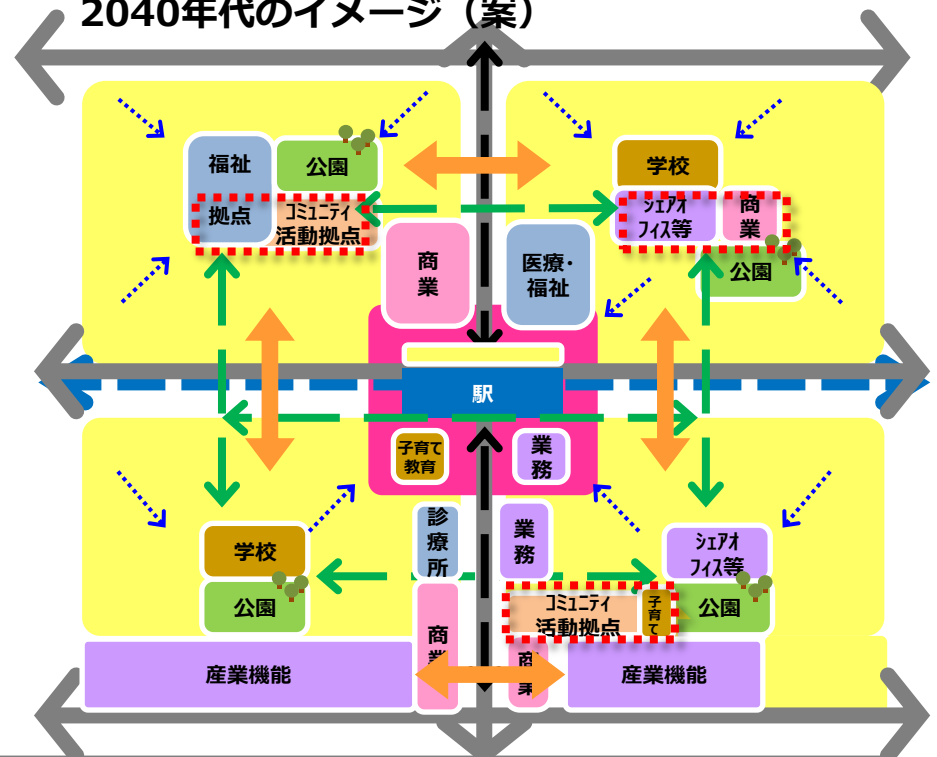 2040年代のイメージ（案）
福祉
拠点
公園
ｺﾐｭﾆﾃｨ
活動拠点
商
業
医療・
福祉
学校
ｼｪｱｵ
ﾌｨｽ等
商
業
公園
駅
子育て
教育
業
務
診
療
所
業
務
学校
公園
ｼｪｱｵ
ﾌｨｽ等
公園
ｺﾐｭﾆﾃｨ
活動拠点
子
育
て
商
業
商
業
産業機能
産業機能